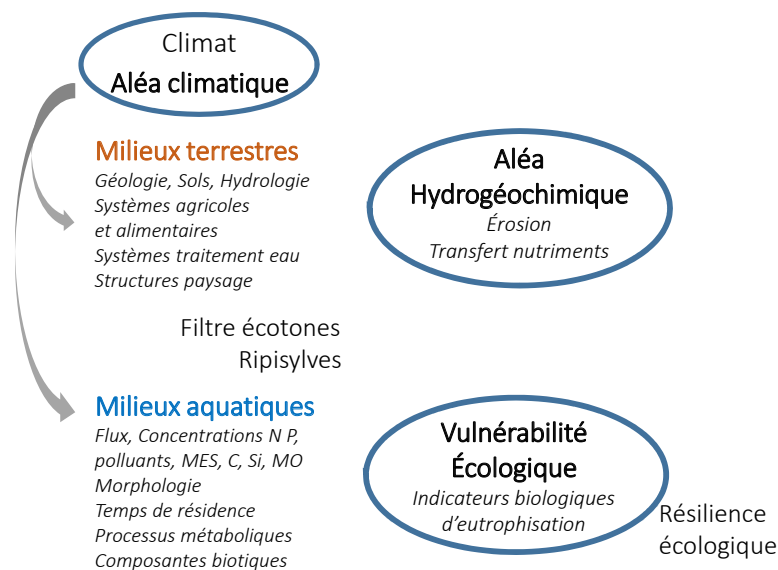 Climat
Aléa climatique
Milieux terrestres
Géologie, Sols, Hydrologie
Systèmes agricoles
et alimentaires
Systèmes traitement eau
Structures paysage
Aléa
Hydrogéochimique
Érosion
Transfert nutriments
Filtre écotones
Ripisylves
Milieux aquatiques
Flux, Concentrations N P,
polluants, MES, C, Si, MO
Morphologie
Temps de résidence
Processus métaboliques
Composantes biotiques
Vulnérabilité
Écologique
Indicateurs biologiques
d'eutrophisation
Résilience
écologique